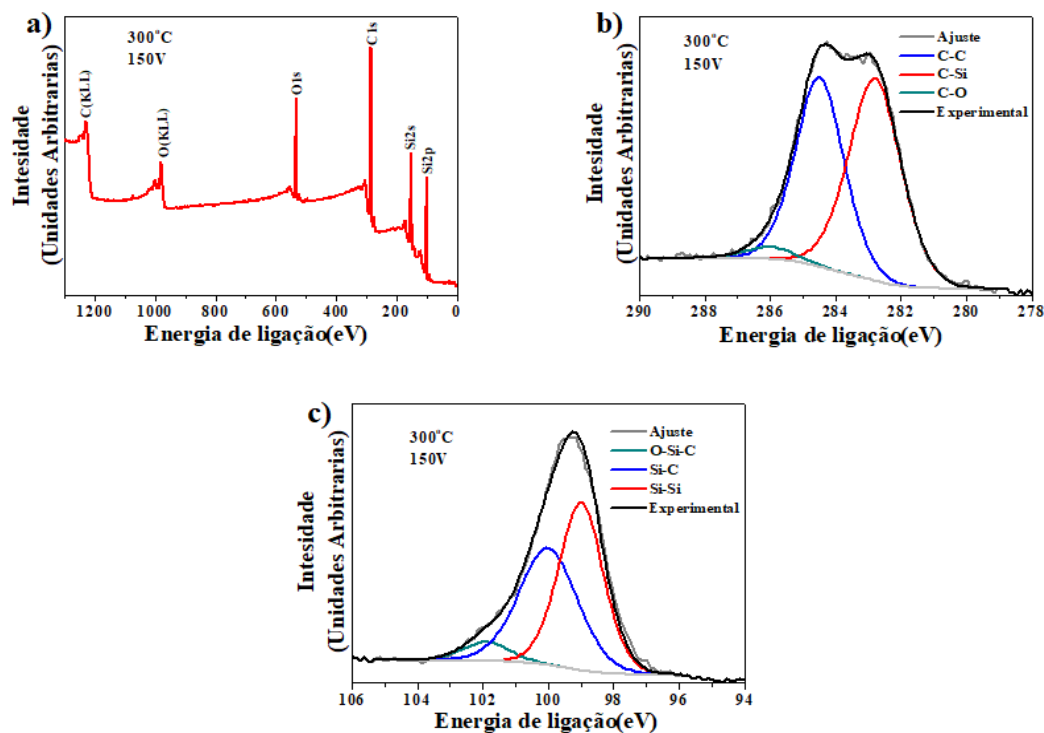 a)
300°C
150V
C(KLL)
O(KLL)
O1s
C1s
Si2s
Si2p
Intesidade
(Unidades Arbitrarias)
1200 1000 800 600 400 200 0
Energia de ligação(eV)
b)
300°C
150V
Ajuste
C-C
C-Si
C-O
Experimental
Intesidade
(Unidades Arbitrarias)
290 288 286 284 282 280 278
Energia de ligação(eV)
c)
300°C
150V
Ajuste
O-Si-C
Si-C
Si-Si
Experimental
Intesidade
(Unidades Arbitrárias)
106 104 102 100 98 96 94
Energia de ligação(eV)